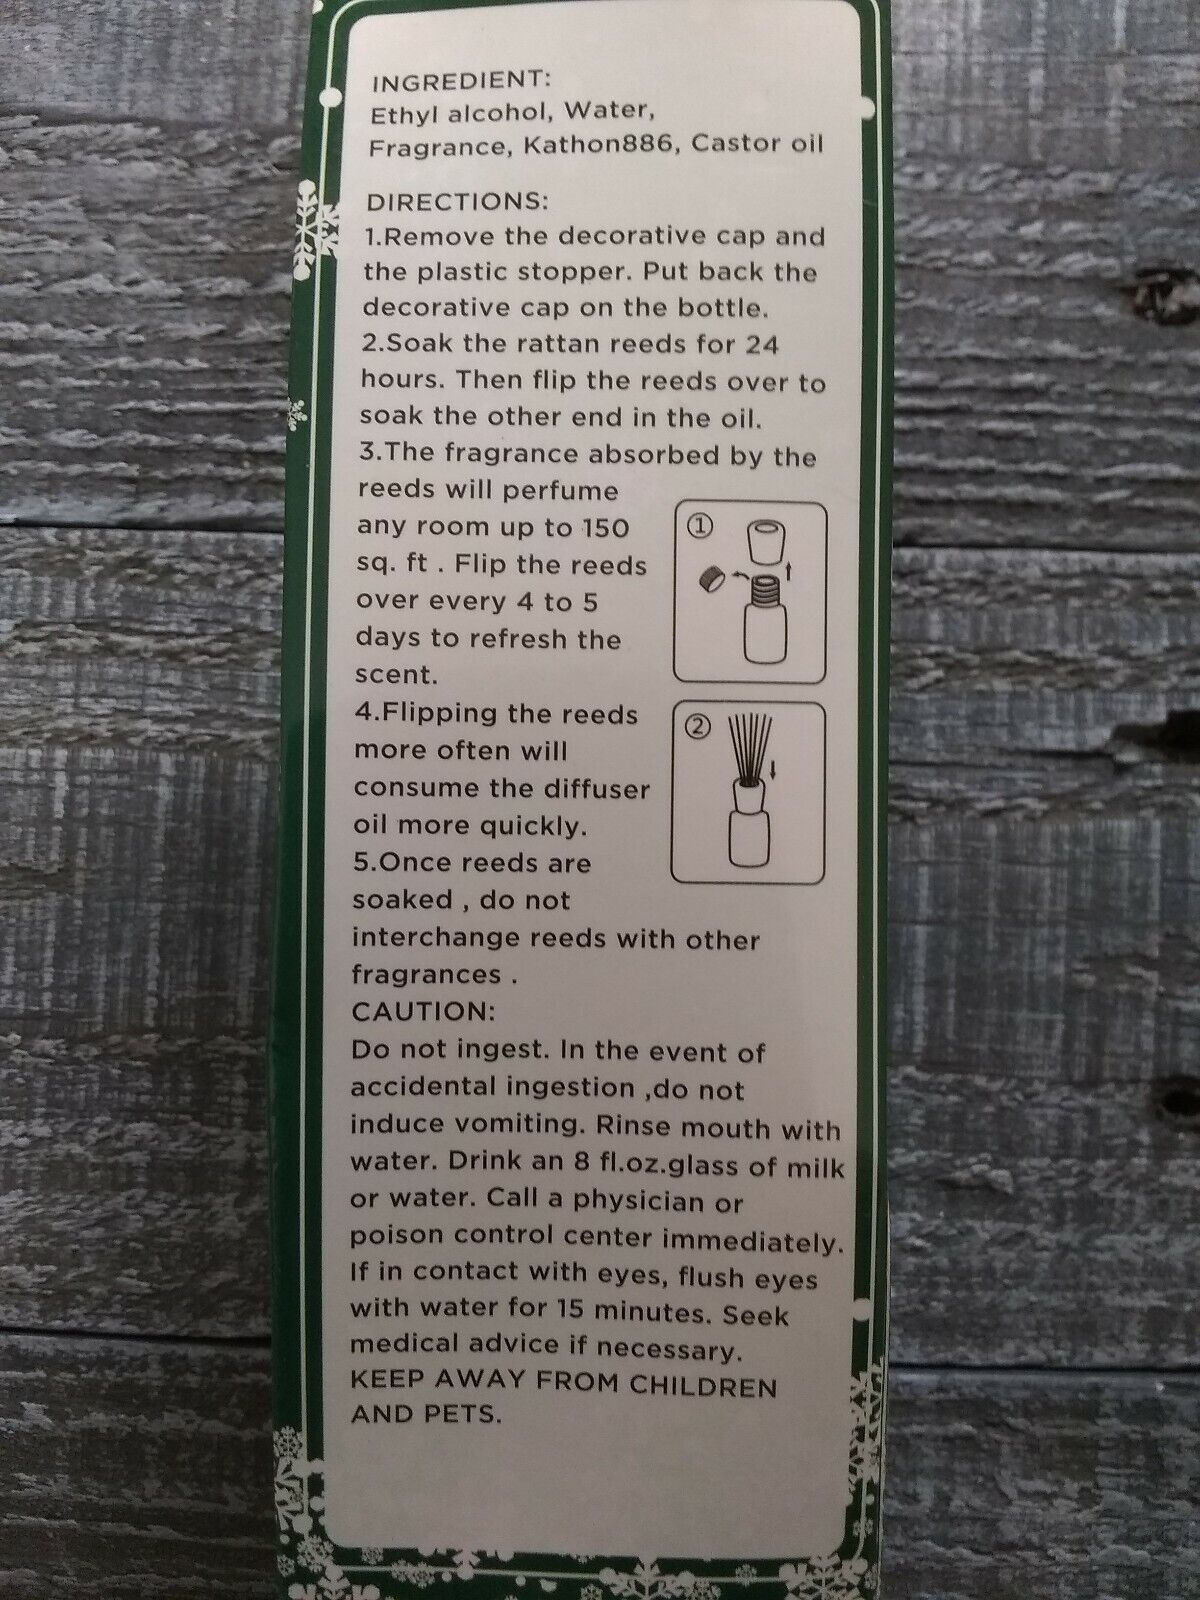 INGREDIENT:
Ethyl alcohol, Water,
Fragrance, Kathon886, Castor oil
DIRECTIONS:
1.Remove the decorative cap and
the plastic stopper. Put back the
decorative cap on the bottle.
2.Soak the rattan reeds for 24
hours. Then flip the reeds over to
soak the other end in the oil.
3.The fragrance absorbed by the
reeds will perfume
any room up to 150
sq. ft . Flip the reeds
over every 4 to 5
days to refresh the
scent.
4.Flipping the reeds
more often will
consume the diffuser
oil more quickly.
5.Once reeds are
soaked , do not
interchange reeds with other
fragrances .
①
②
CAUTION:
Do not ingest. In the event of
accidental ingestion ,do not
induce vomiting. Rinse mouth with
water. Drink an 8 fl.oz.glass of milk
or water. Call a physician or
poison control center immediately.
If in contact with eyes, flush eyes
with water for 15 minutes. Seek
medical advice if necessary.
KEEP AWAY FROM CHILDREN
AND PETS.